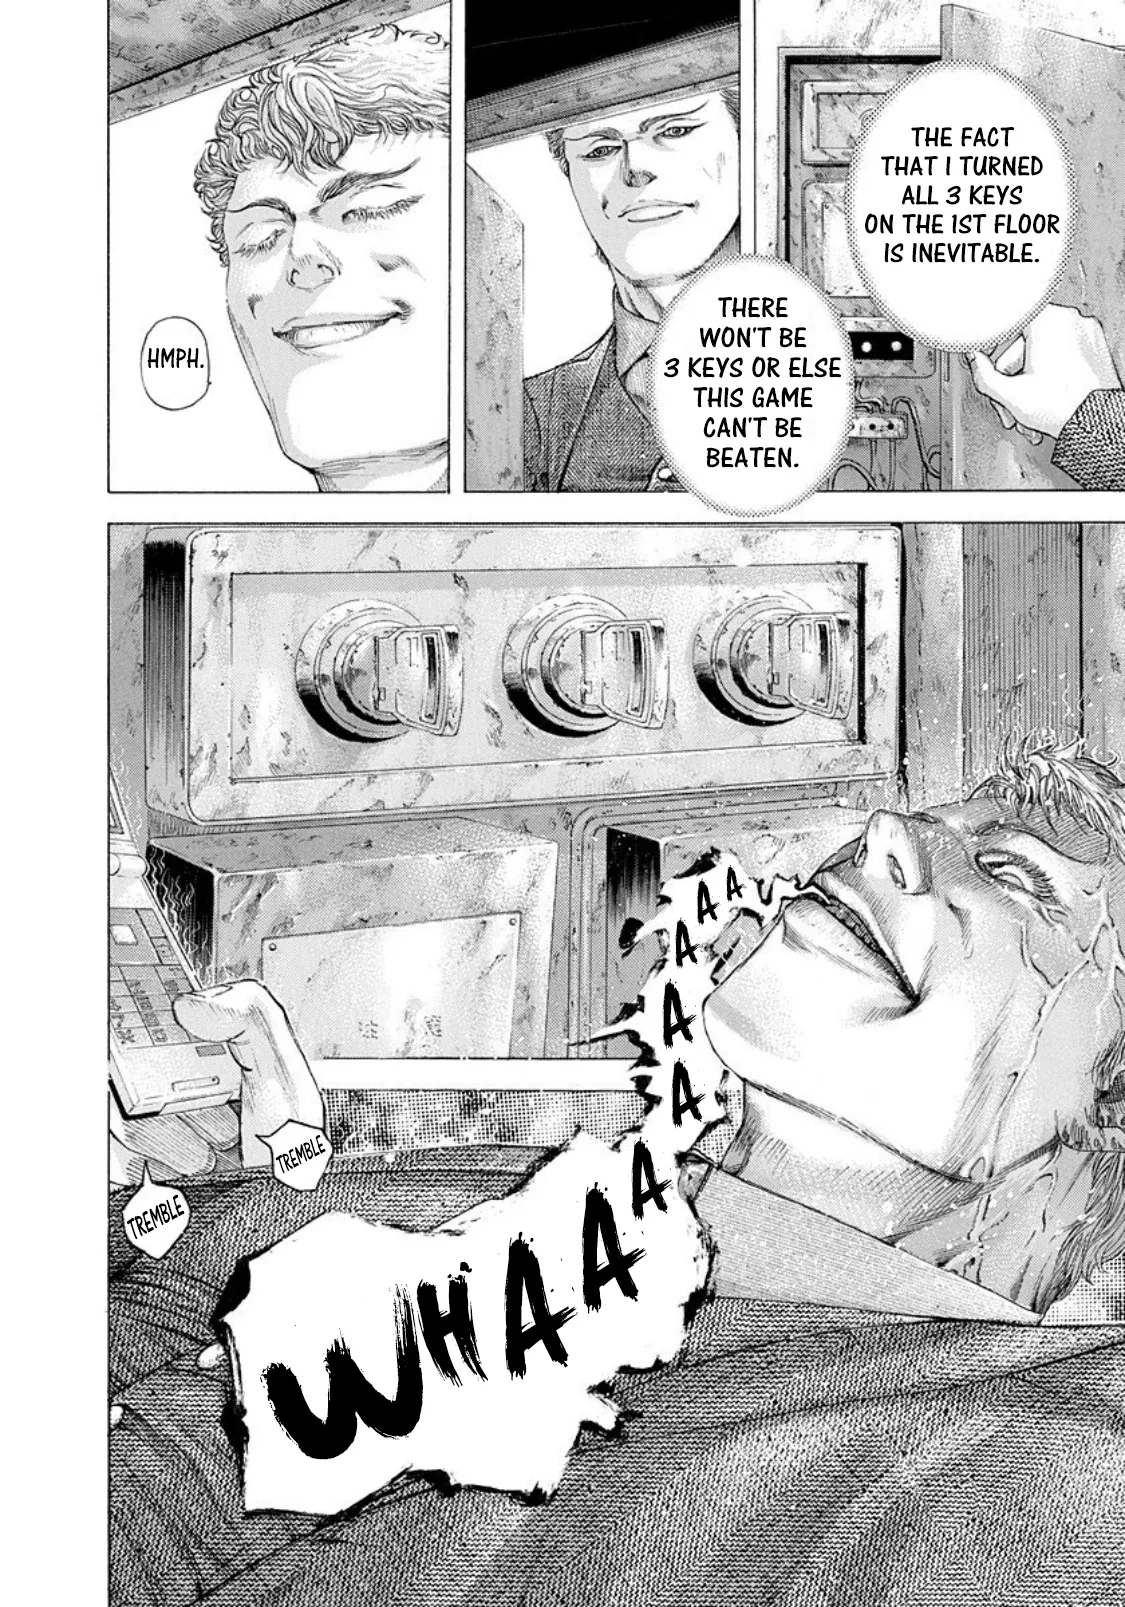 THE FACT
THAT I TURNED
ALL 3 KEYS
ON THE 1ST FLOOR
IS INEVITABLE.
THERE
WON'T BE
3 KEYS OR ELSE
THIS GAME
CAN'T BE
BEATEN.
HMPH.
WHAAAAAAAAAA
TREMBLE
TREMBLE